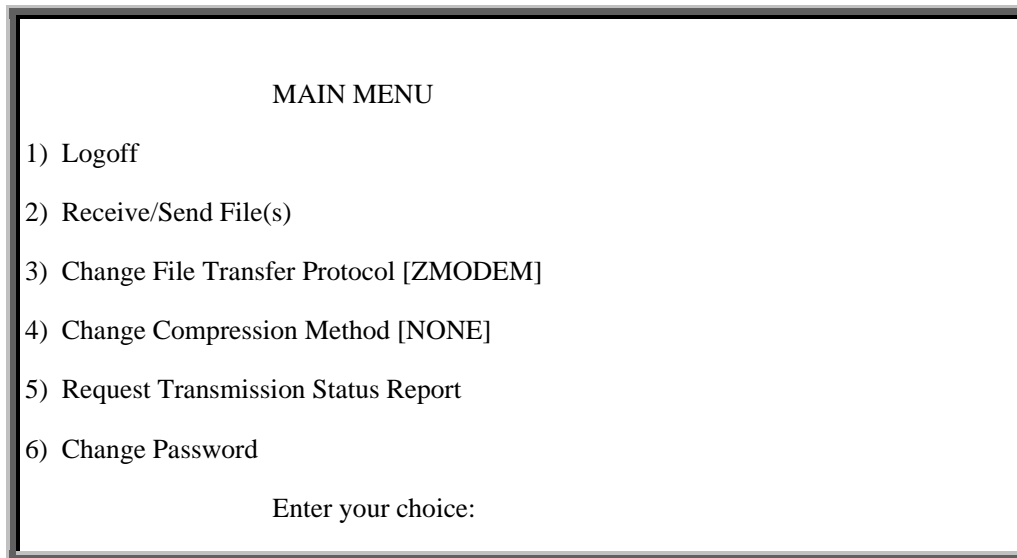 MAIN MENU
1) Logoff
2) Receive/Send File(s)
3) Change File Transfer Protocol [ZMODEM]
4) Change Compression Method [NONE]
5) Request Transmission Status Report
6) Change Password
Enter your choice: